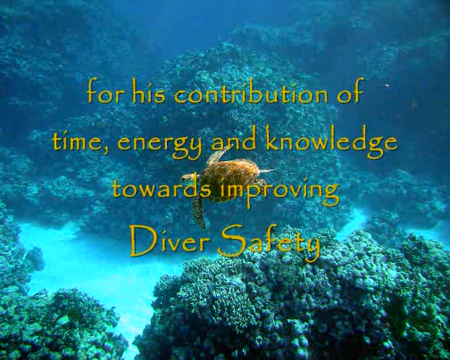 for his contribution of
time, energy and knowledge
towards improving
Diver Safety